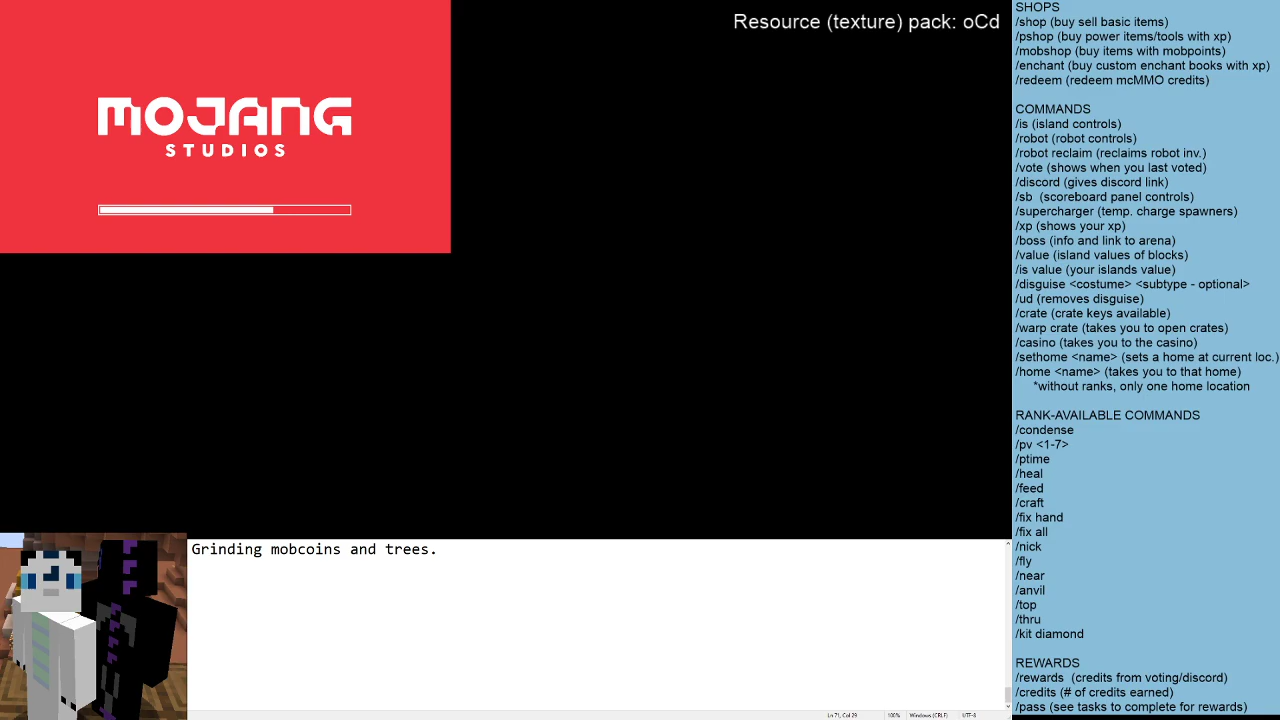 MOJANG
STUDIOS
Resource (texture) pack: oCd
Grinding mobcoins and trees.
Ln 71, Col 29
100%
Windows (CRLF)
UTF-8
SHOPS
/shop (buy sell basic items)
/pshop (buy power items/tools with xp)
/mobshop (buy items with mobpoints)
/enchant (buy custom enchant books with xp)
/redeem (redeem mcMMO credits)
COMMANDS
/is (island controls)
/robot (robot controls)
/robot reclaim (reclaims robot inv.)
/vote (shows when you last voted)
/discord (gives discord link)
/sb  (scoreboard panel controls)
/supercharger (temp. charge spawners)
/xp (shows your xp)
/boss (info and link to arena)
/value (island values of blocks)
/is value (your islands value)
/disguise <costume> <subtype - optional>
/ud (removes disguise)
/crate (crate keys available)
/warp crate (takes you to open crates)
/casino (takes you to the casino)
/sethome <name> (sets a home at current loc.)
/home <name> (takes you to that home)
*without ranks, only one home location
RANK-AVAILABLE COMMANDS
/condense
/pv <1-7>
/ptime
/heal
/feed
/craft
/fix hand
/fix all
/nick
/fly
/near
/anvil
/top
/thru
/kit diamond
REWARDS
/rewards  (credits from voting/discord)
/credits (# of credits earned)
/pass (see tasks to complete for rewards)